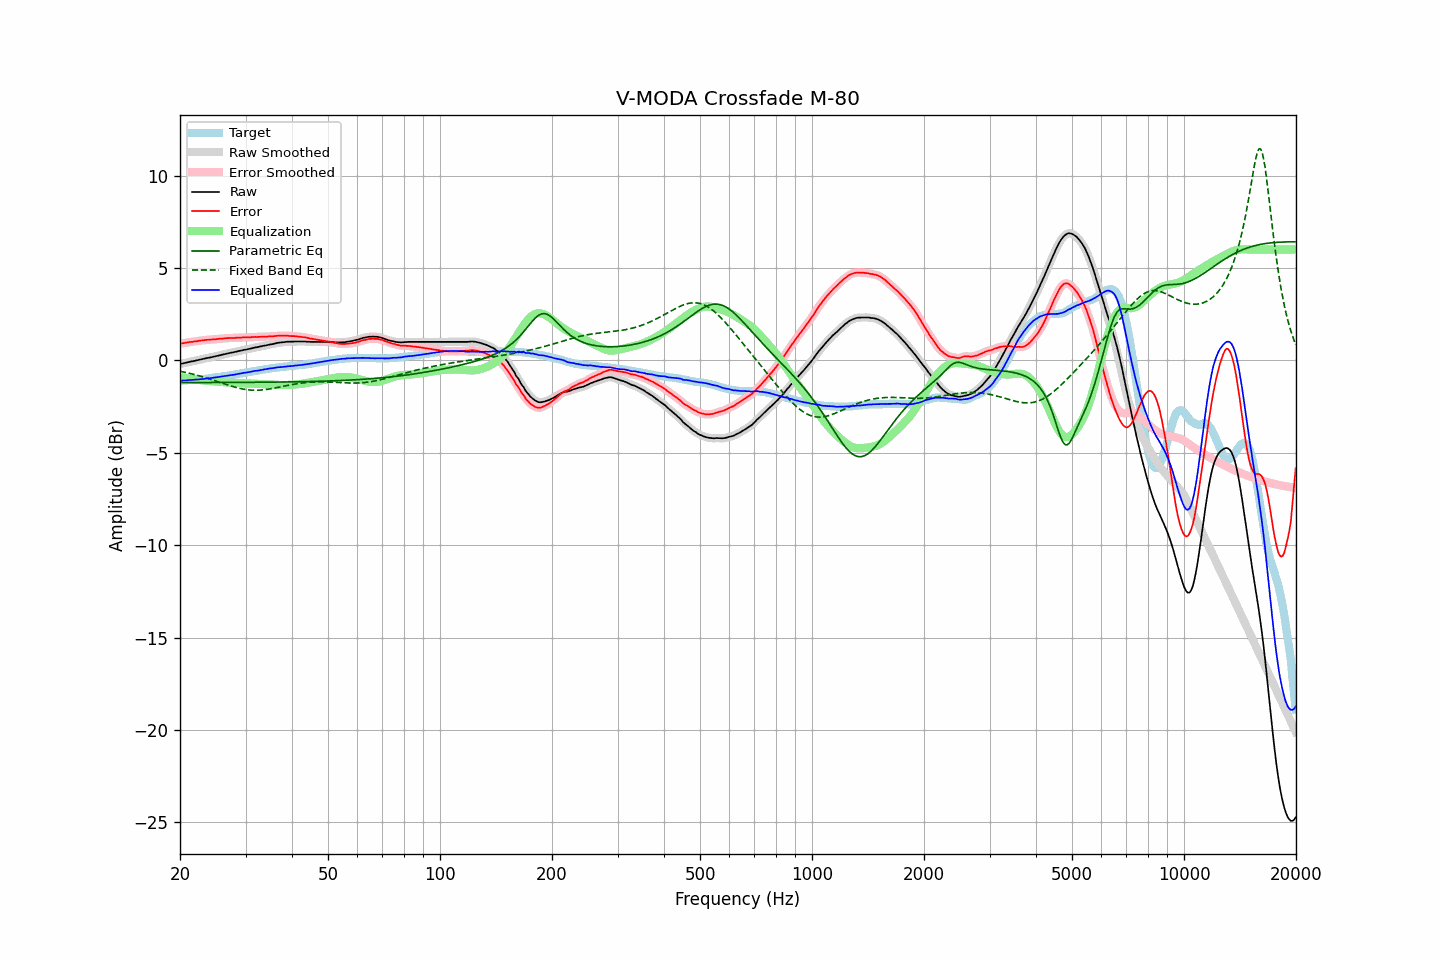 V-MODA Crossfade M-80
Target
Raw Smoothed
Error Smoothed
Raw
Error
Equalization
Parametric Eq
Fixed Band Eq
Equalized
Amplitude (dBr)
10
5
0
−5
−10
−15
−20
−25
20 50 100 200 500 1000 2000 5000 10000 20000
Frequency (Hz)